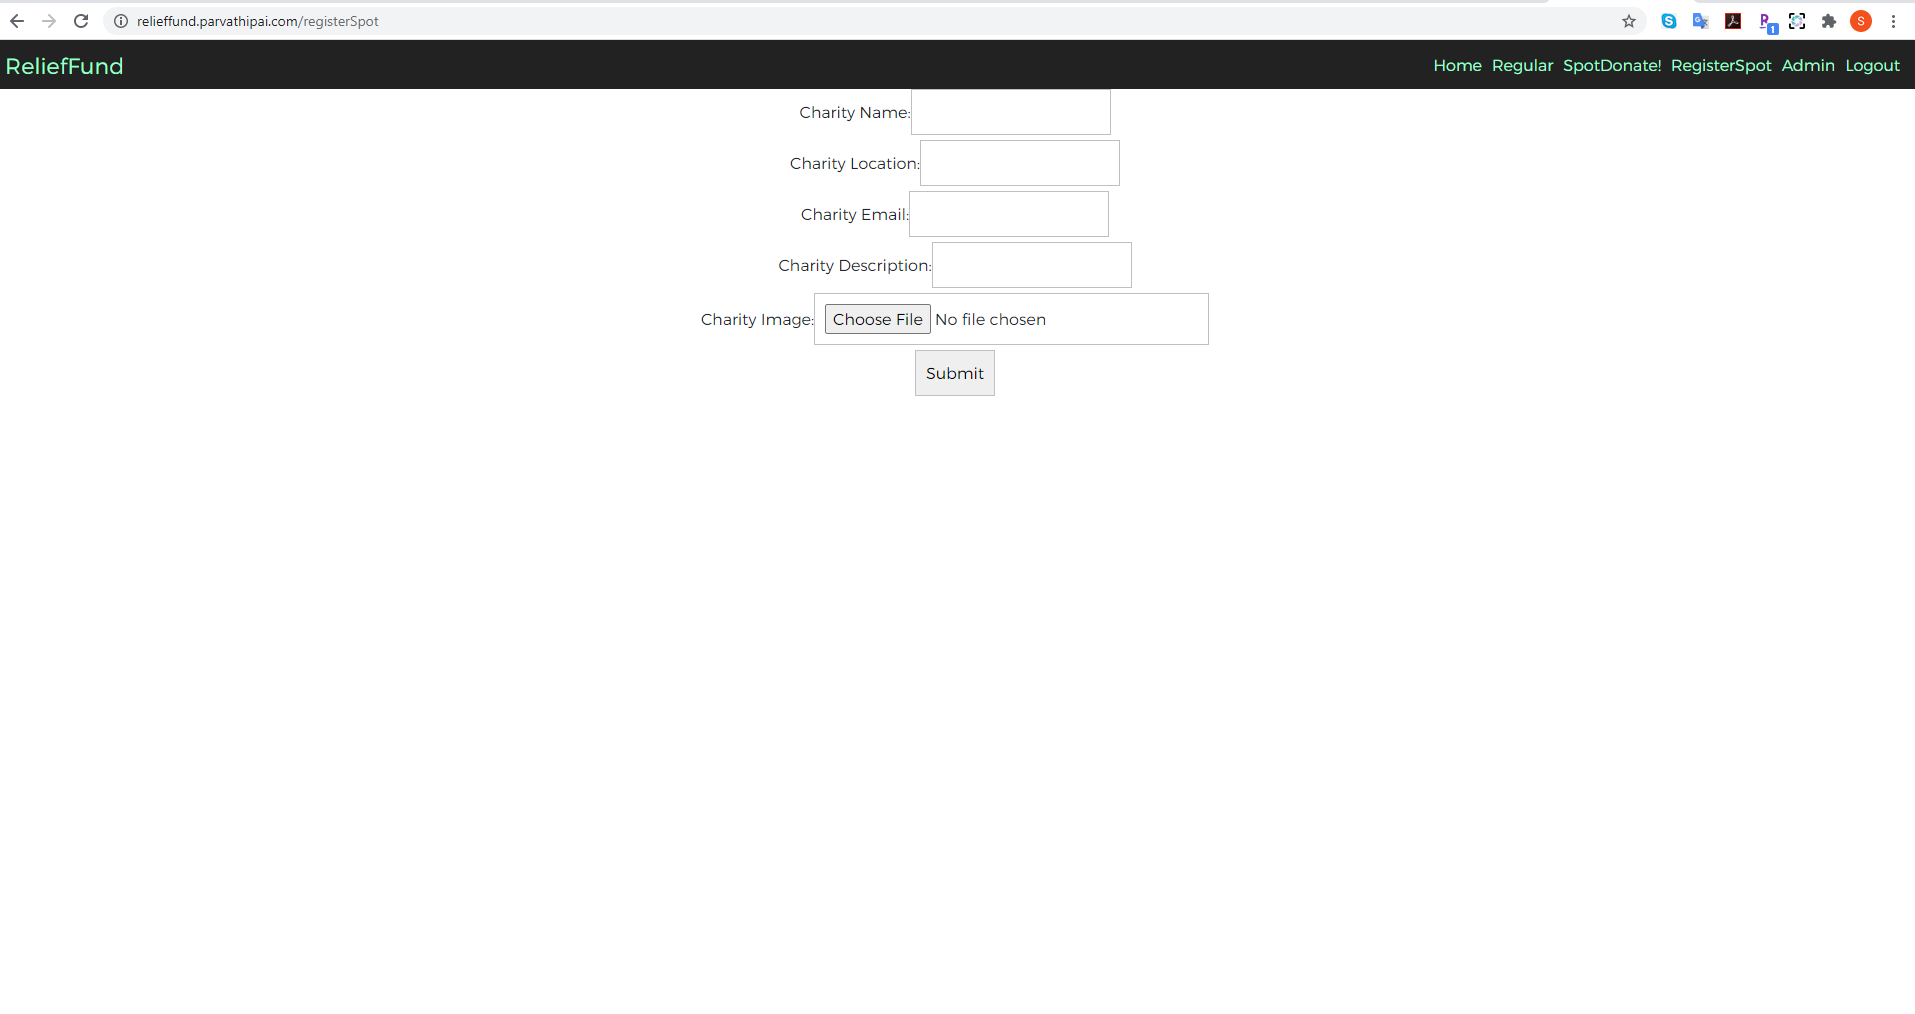 relieffund.parvathipai.com/registerSpot
1
S
ReliefFund
Home Regular SpotDonate! RegisterSpot Admin Logout
Charity Name:
Charity Location:
Charity Email:
Charity Description:
Charity Image: Choose File No file chosen
Submit